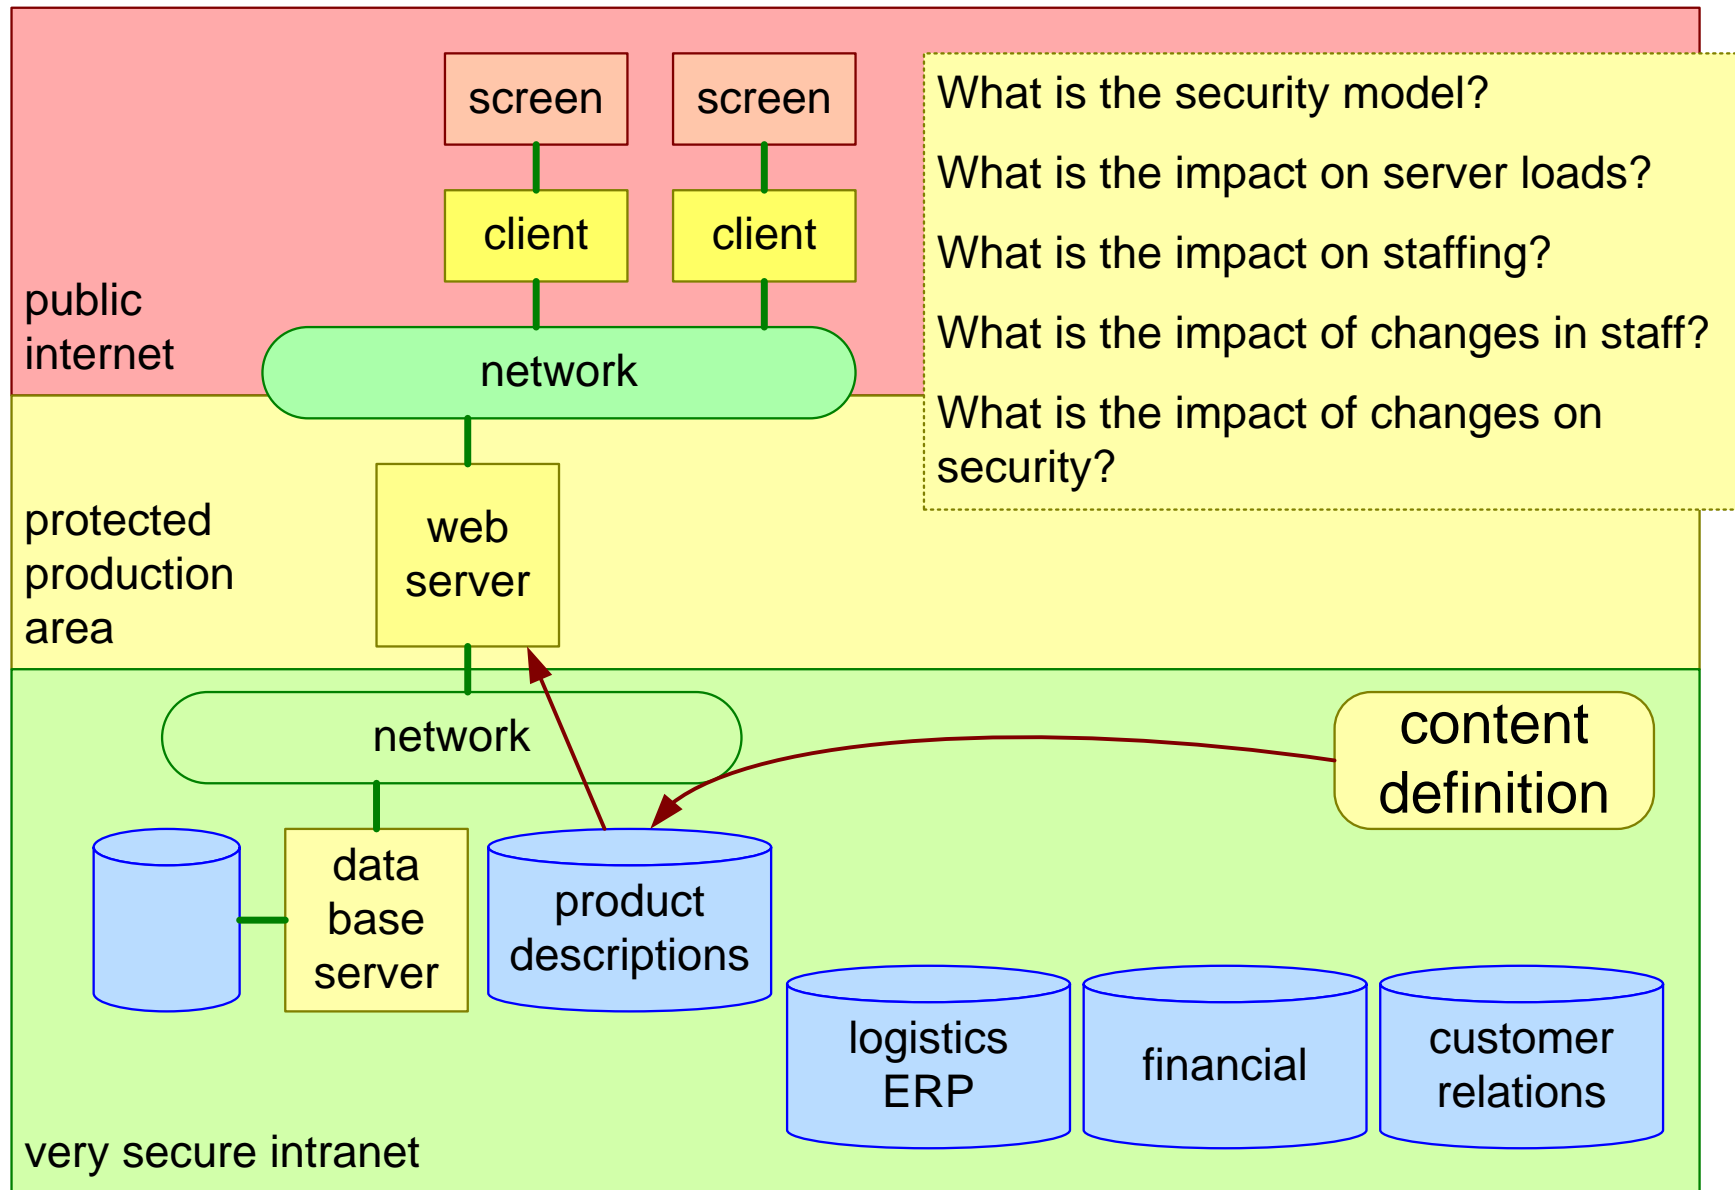 screen
screen
What is the security model?
What is the impact on server loads?
client
client
What is the impact on staffing?
What is the impact of changes in staff?
What is the impact of changes on
security?
public
internet
network
protected
production
area
web
server
network
content
definition
data
base
server
product
descriptions
logistics
ERP
financial
customer
relations
very secure intranet